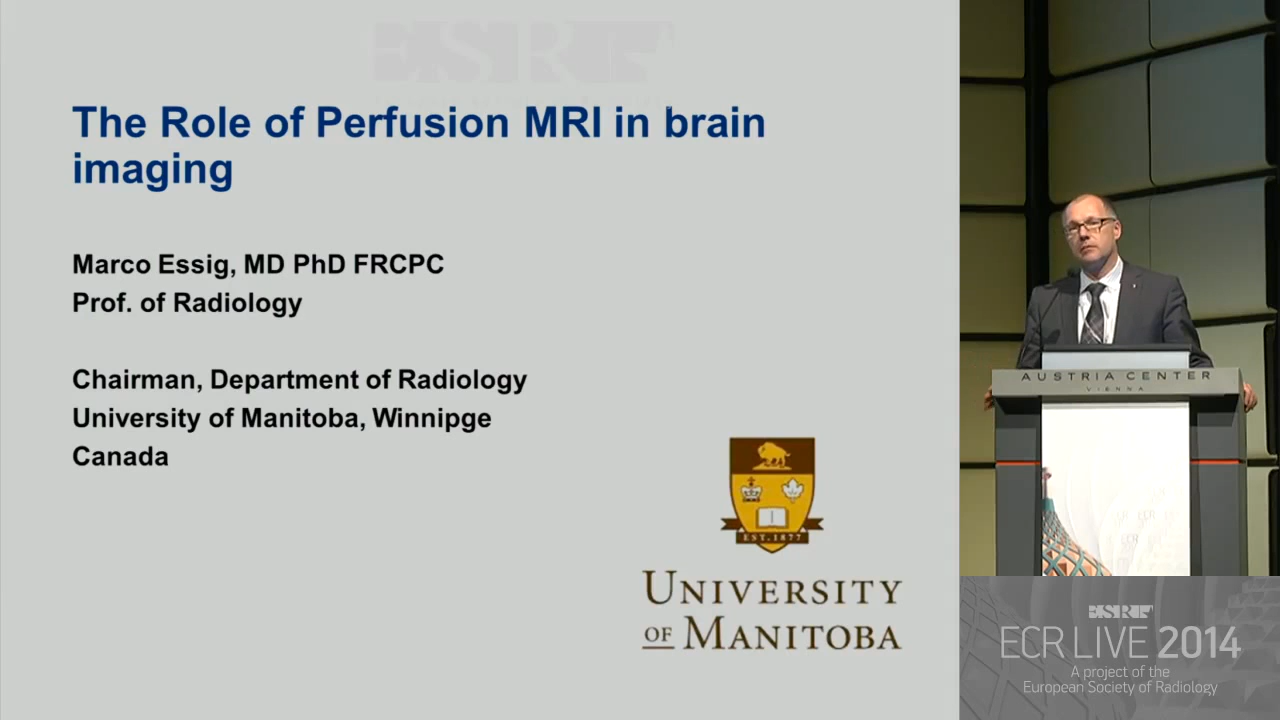 The Role of Perfusion MRI in brain
imaging
Marco Essig, MD PhD FRCPC
Prof. of Radiology
Chairman, Department of Radiology
University of Manitoba, Winnipge
Canada
EST. 1877
UNIVERSITY
OF MANITOBA
AUSTRIA CENTER
VIENNA
ESRF
ECR LIVE 2014
A project of the
European Society of Radiology